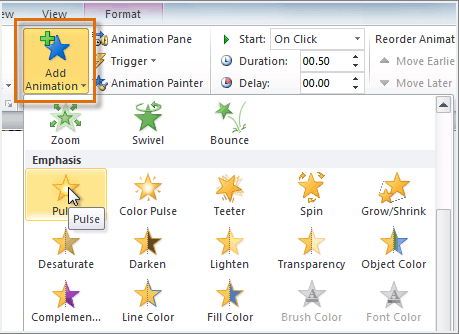 View View Format
Add
Animation
Animation Pane
Trigger
Animation Painter
Start: On Click
Duration: 00.50
Delay: 00.00
Reorder Animat
Move Earlie
Move Later
Zoom Swivel Bounce
Emphasis
Pul Color Pulse Teeter Spin Grow/Shrink
Pulse
Desaturate Darken Lighten Transparency Object Color
Complemen... Line Color Fill Color Brush Color Font Color